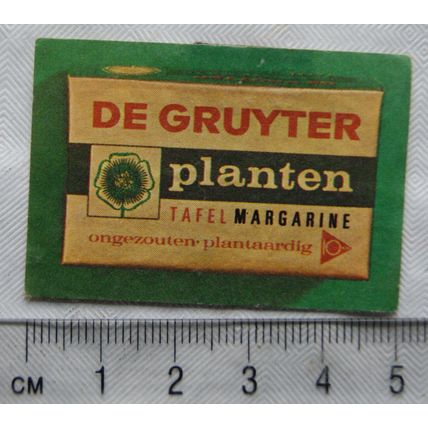 DE GRUYTER
planten
TAFEL MARGARINE
ongezouten·plantaardig
CM 1 2 3 4 5